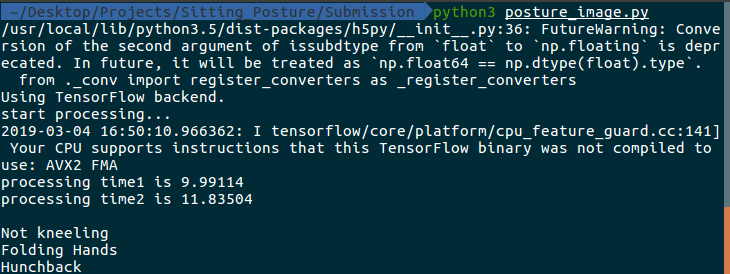 ~/Desktop/Projects/Sitting Posture/Submission python3 posture_image.py
/usr/local/lib/python3.5/dist-packages/h5py/__init__.py:36: FutureWarning: Conve
rsion of the second argument of issubdtype from `float` to `np.floating` is depr
ecated. In future, it will be treated as `np.float64 == np.dtype(float).type`.
from ._conv import register_converters as _register_converters
Using TensorFlow backend.
start processing...
2019-03-04 16:50:10.966362: I tensorflow/core/platform/cpu_feature_guard.cc:141]
Your CPU supports instructions that this TensorFlow binary was not compiled to
use: AVX2 FMA
processing time1 is 9.99114
processing time2 is 11.83504
Not kneeling
Folding Hands
Hunchback